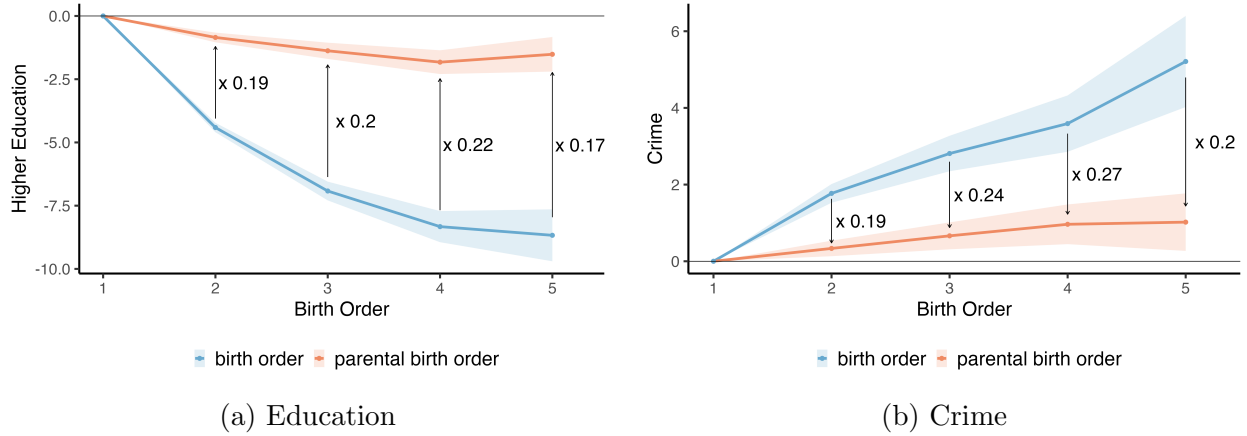 Higher Education
0.0
-2.5
-5.0
-7.5
-10.0
x 0.19
x 0.2
x 0.22
x 0.17
1 2 3 4 5
Birth Order
birth order parental birth order
(a) Education
Crime
6
4
2
0
x 0.19
x 0.24
x 0.27
x 0.2
1 2 3 4 5
Birth Order
birth order parental birth order
(b) Crime